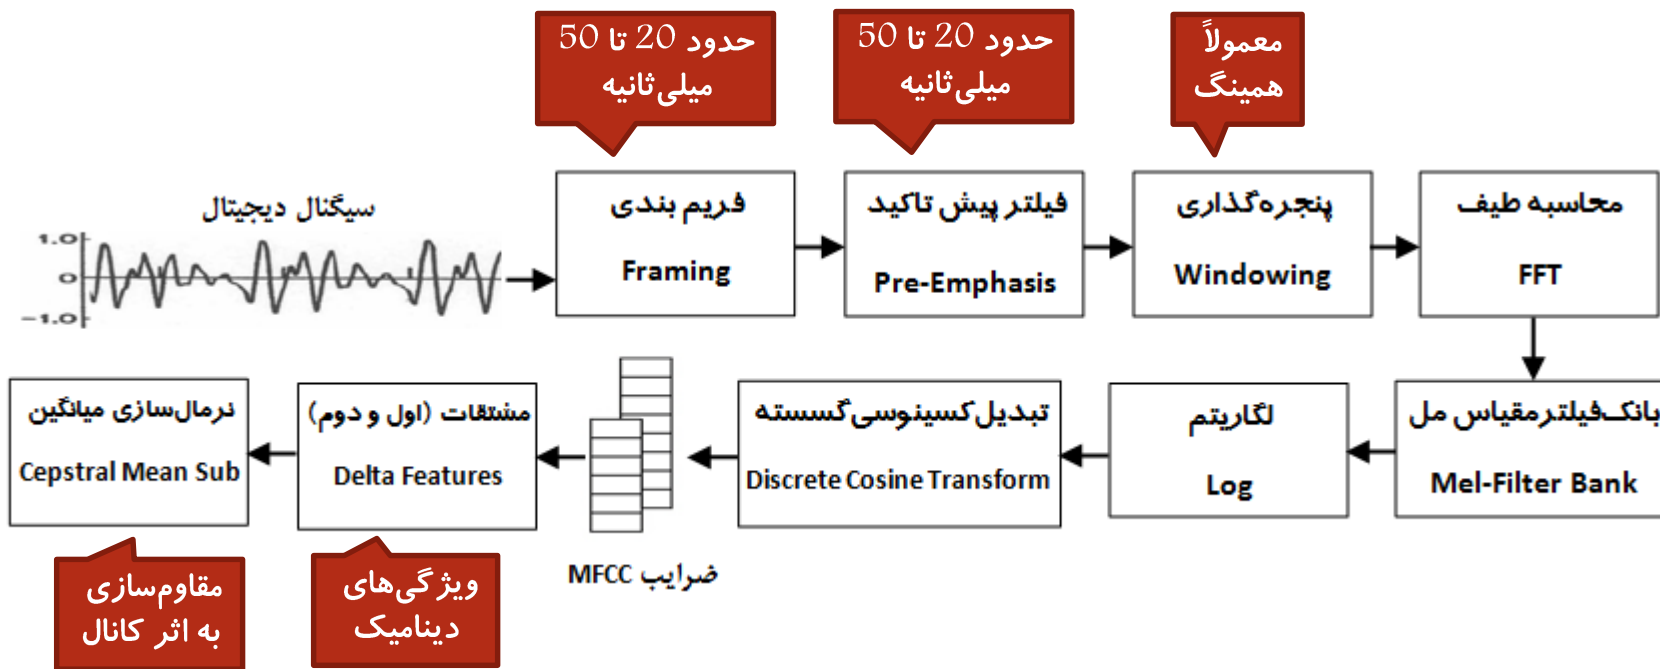 حدود 20 تا 50
میلی‌ثانیه
حدود 20 تا 50
میلی‌ثانیه
معمولاً
همینگ
سیگنال دیجیتال
1.0
0
−1.0
فریم بندی
Framing
فیلتر پیش تاکید
Pre-Emphasis
پنجره‌گذاری
Windowing
محاسبه طیف
FFT
بانک‌فیلترمقیاس مل
Mel-Filter Bank
لگاریتم
Log
تبدیل‌کسینوسی‌گسسته
Discrete Cosine Transform
ضرایب MFCC
مشتقات (اول و دوم)
Delta Features
نرمال‌سازی میانگین
Cepstral Mean Sub
ویژگی‌های
دینامیک
مقاوم‌سازی
به اثر کانال